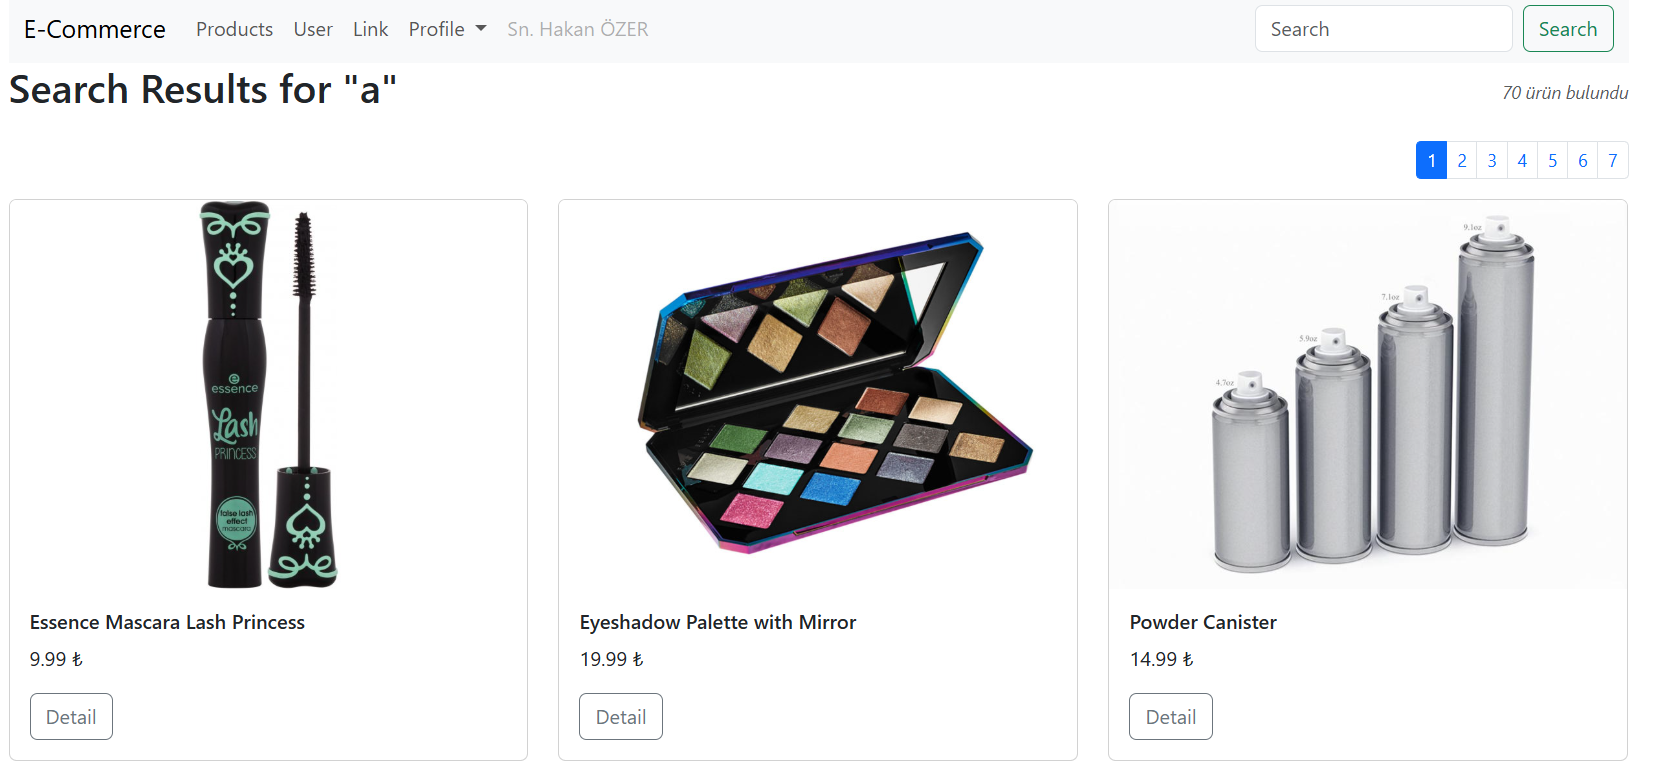 E-Commerce Products User Link Profile Sn. Hakan ÖZER Search Search
Search Results for "a"
70 ürün bulundu
1 2 3 4 5 6 7
essence
Lash
PRINCESS
false lash
effect
mascara
9.1oz
7.1oz
5.9oz
4.7oz
Essence Mascara Lash Princess
9.99 ₺
Detail
Eyeshadow Palette with Mirror
19.99 ₺
Detail
Powder Canister
14.99 ₺
Detail